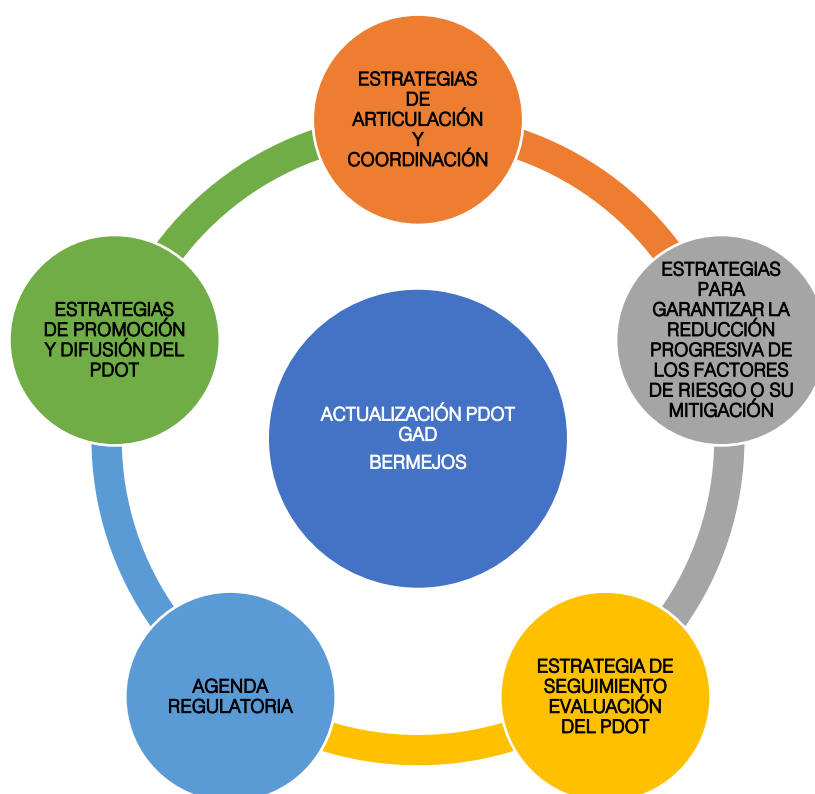 ESTRATEGIAS
DE
ARTICULACIÓN
Y
COORDINACIÓN
ESTRATEGIAS
PARA
GARANTIZAR LA
REDUCCIÓN
PROGRESIVA DE
LOS FACTORES
DE RIESGO O SU
MITIGACIÓN
ESTRATEGIA DE
SEGUIMIENTO
EVALUACIÓN
DEL PDOT
AGENDA
REGULATORIA
ESTRATEGIAS
DE PROMOCIÓN
Y DIFUSIÓN DEL
PDOT
ACTUALIZACIÓN PDOT
GAD
BERMEJOS